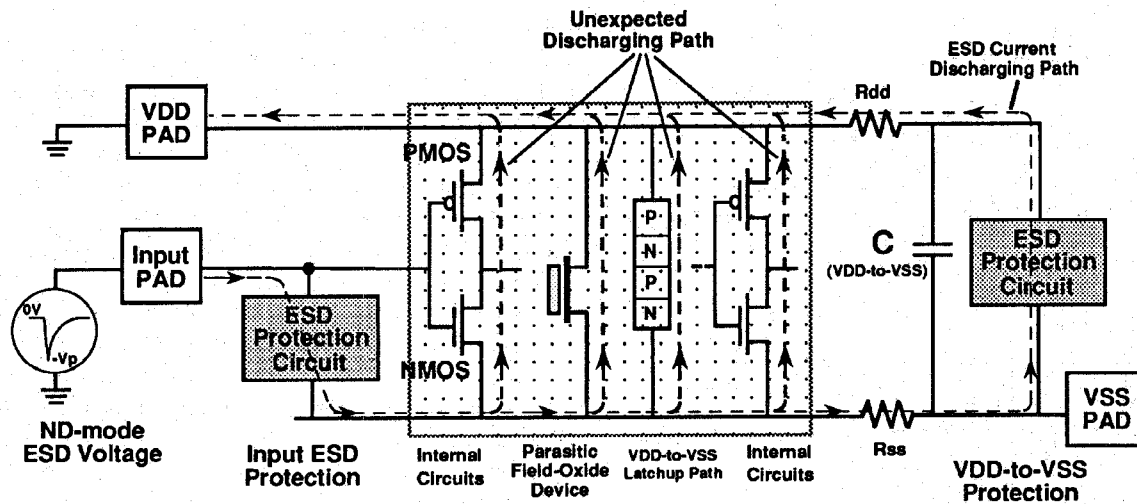 Unexpected
Discharging Path
ESD Current
Discharging Path
Rdd
VDD
PAD
PMOS
Input
PAD
P
N
P
N
C
(VDD-to-VSS)
ESD
Protection
Circuit
0V
-Vp
ESD
Protection
Circuit
NMOS
VSS
PAD
Rss
ND-mode
ESD Voltage
Input ESD
Protection
Internal
Circuits
Parasitic
Field-Oxide
Device
VDD-to-VSS
Latchup Path
Internal
Circuits
VDD-to-VSS
Protection